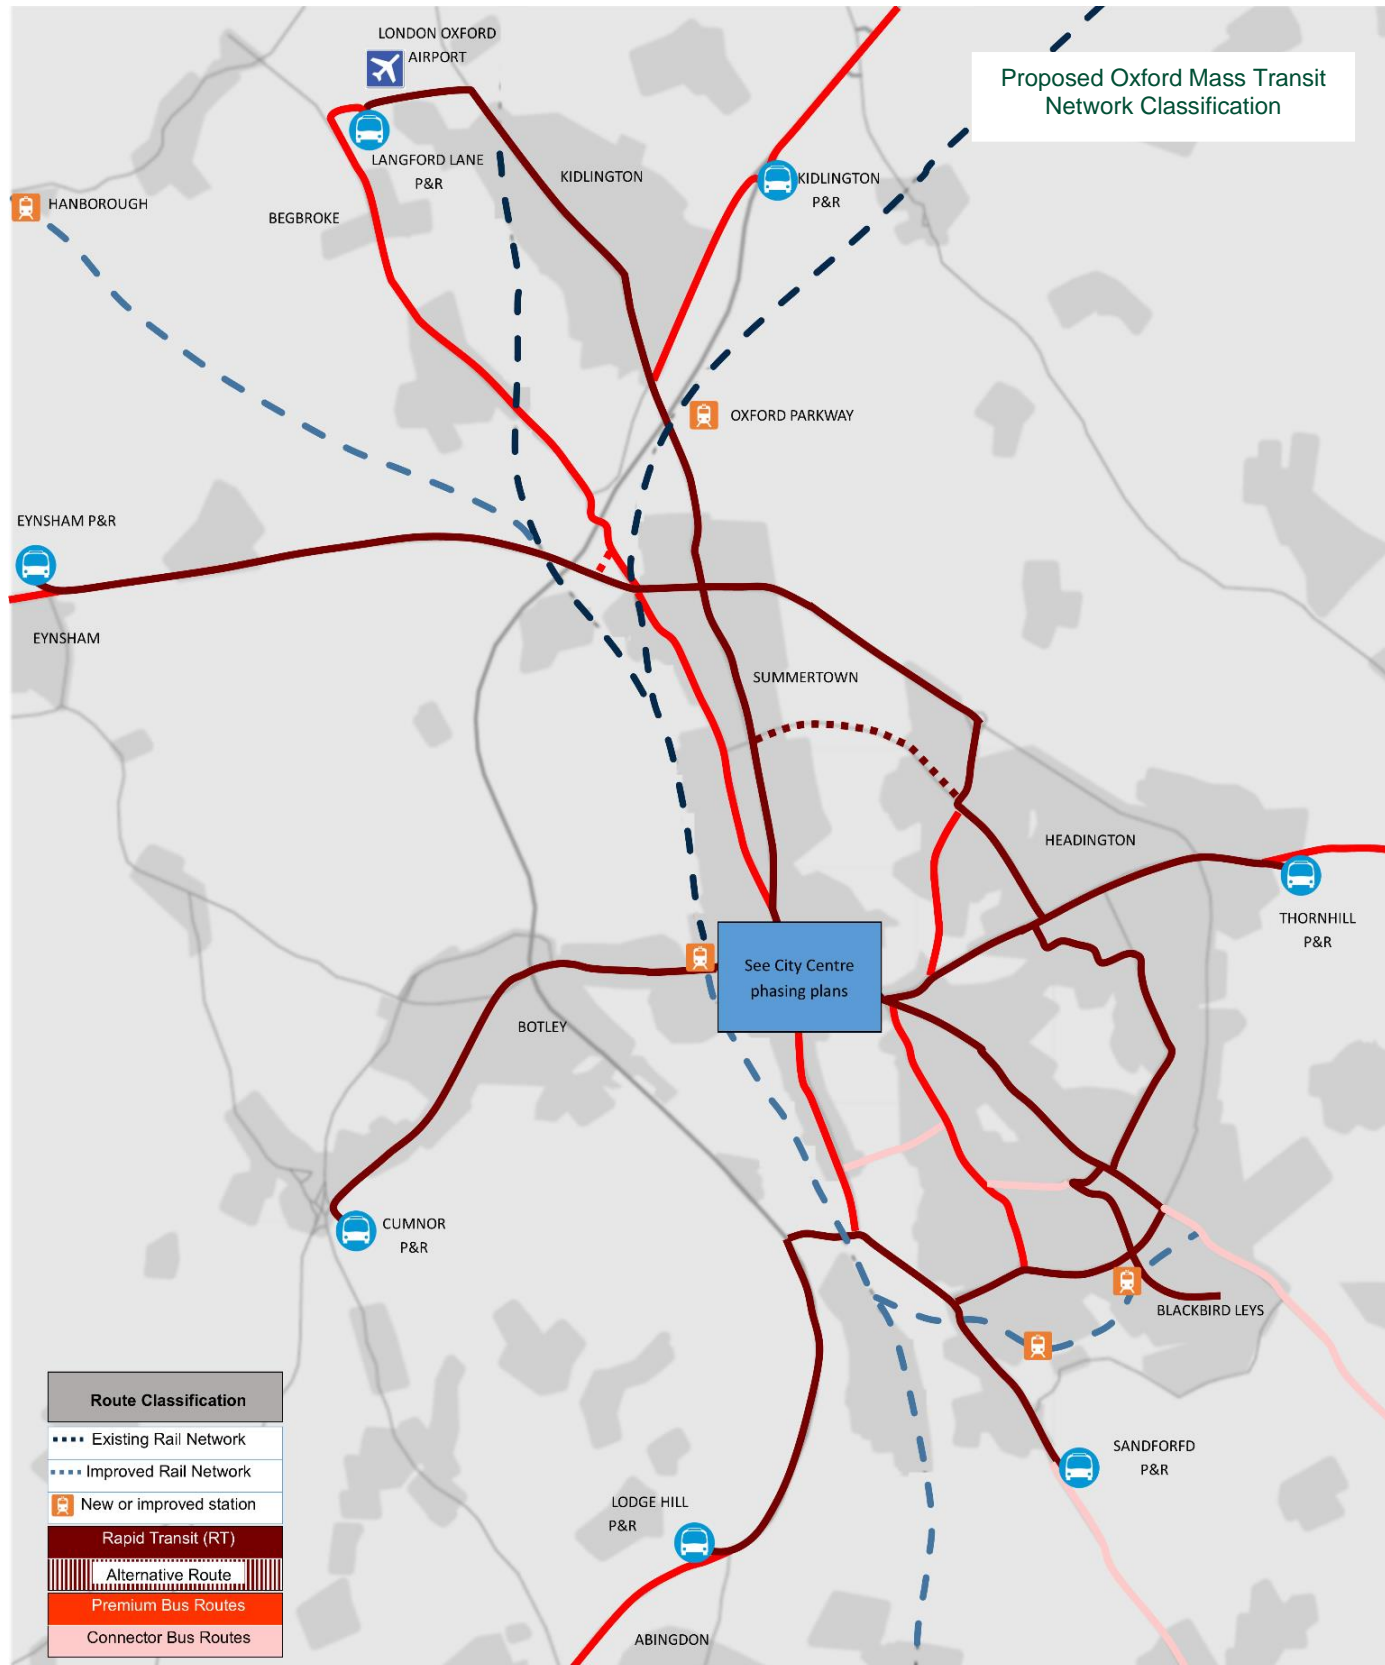 LONDON OXFORD
AIRPORT
Proposed Oxford Mass Transit
Network Classification
LANGFORD LANE
P&R
KIDLINGTON
KIDLINGTON
P&R
HANBOROUGH
BEGBROKE
OXFORD PARKWAY
EYNSHAM P&R
EYNSHAM
SUMMERTOWN
HEADINGTON
THORNHILL
P&R
See City Centre
phasing plans
BOTLEY
CUMNOR
P&R
BLACKBIRD LEYS
SANDFORFD
P&R
LODGE HILL
P&R
ABINGDON
Route Classification
Existing Rail Network
Improved Rail Network
New or improved station
Rapid Transit (RT)
Alternative Route
Premium Bus Routes
Connector Bus Routes